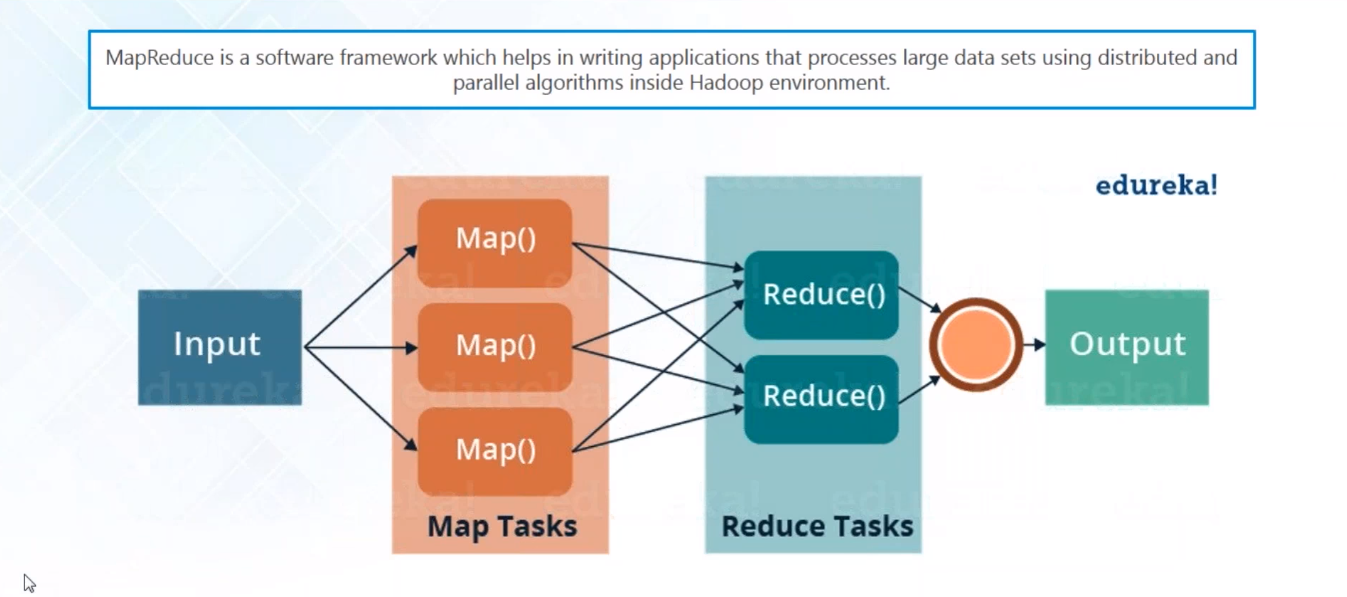 MapReduce is a software framework which helps in writing applications that processes large data sets using distributed and
parallel algorithms inside Hadoop environment.
edureka!
Map()
Reduce()
Input
Map()
Output
Reduce()
Map()
Map Tasks
Reduce Tasks